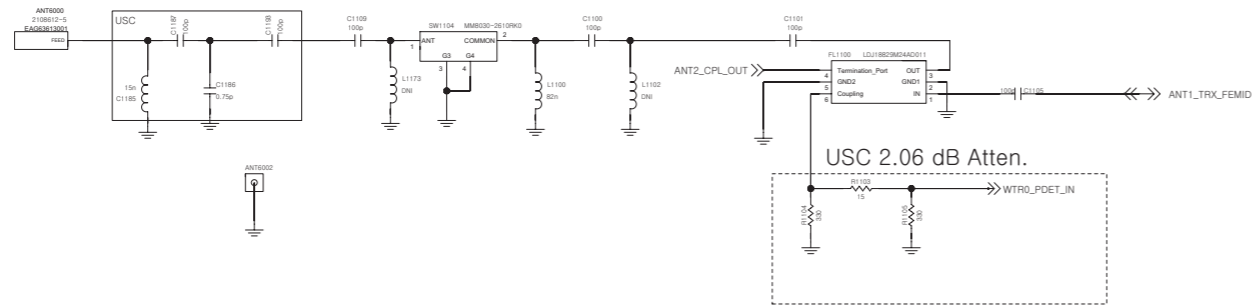 ANT6000
2108612-5
EAG63613001
FEED
USC
C1187
100p
C1193
100p
15n
C1185
C1186
0.75p
C1109
100p
SW1104 MM8030-2610RK0
ANT COMMON
1 2
G3 G4
3 4
L1173
DNI
L1100
82n
C1100
100p
L1102
DNI
C1101
100p
ANT2_CPL_OUT
FL1100 LDJ18829M24AD011
Termination_Port OUT
4 3
GND2 GND1
5 2
Coupling IN
6 1
100p C1105
ANT1_TRX_FEMID
ANT6002
USC 2.06 dB Atten.
R1103
15
R1104
330
R1105
330
WTR0_PDET_IN